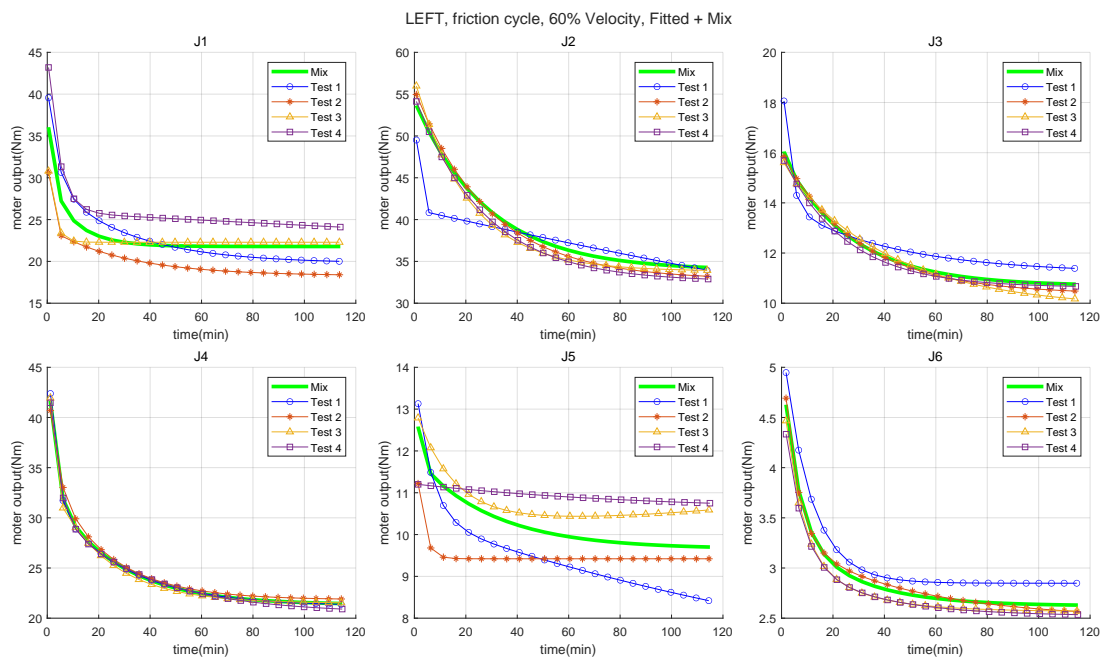 LEFT, friction cycle, 60% Velocity, Fitted + Mix
J1
moter output(Nm)
45
40
35
30
25
20
15
0 20 40 60 80 100 120
time(min)
Mix
Test 1
Test 2
Test 3
Test 4
J2
moter output(Nm)
60
55
50
45
40
35
30
0 20 40 60 80 100 120
time(min)
Mix
Test 1
Test 2
Test 3
Test 4
J3
moter output(Nm)
20
18
16
14
12
10
0 20 40 60 80 100 120
time(min)
Mix
Test 1
Test 2
Test 3
Test 4
J4
moter output(Nm)
45
40
35
30
25
20
0 20 40 60 80 100 120
time(min)
Mix
Test 1
Test 2
Test 3
Test 4
J5
moter output(Nm)
14
13
12
11
10
9
8
0 20 40 60 80 100 120
time(min)
Mix
Test 1
Test 2
Test 3
Test 4
J6
moter output(Nm)
5
4.5
4
3.5
3
2.5
0 20 40 60 80 100 120
time(min)
Mix
Test 1
Test 2
Test 3
Test 4